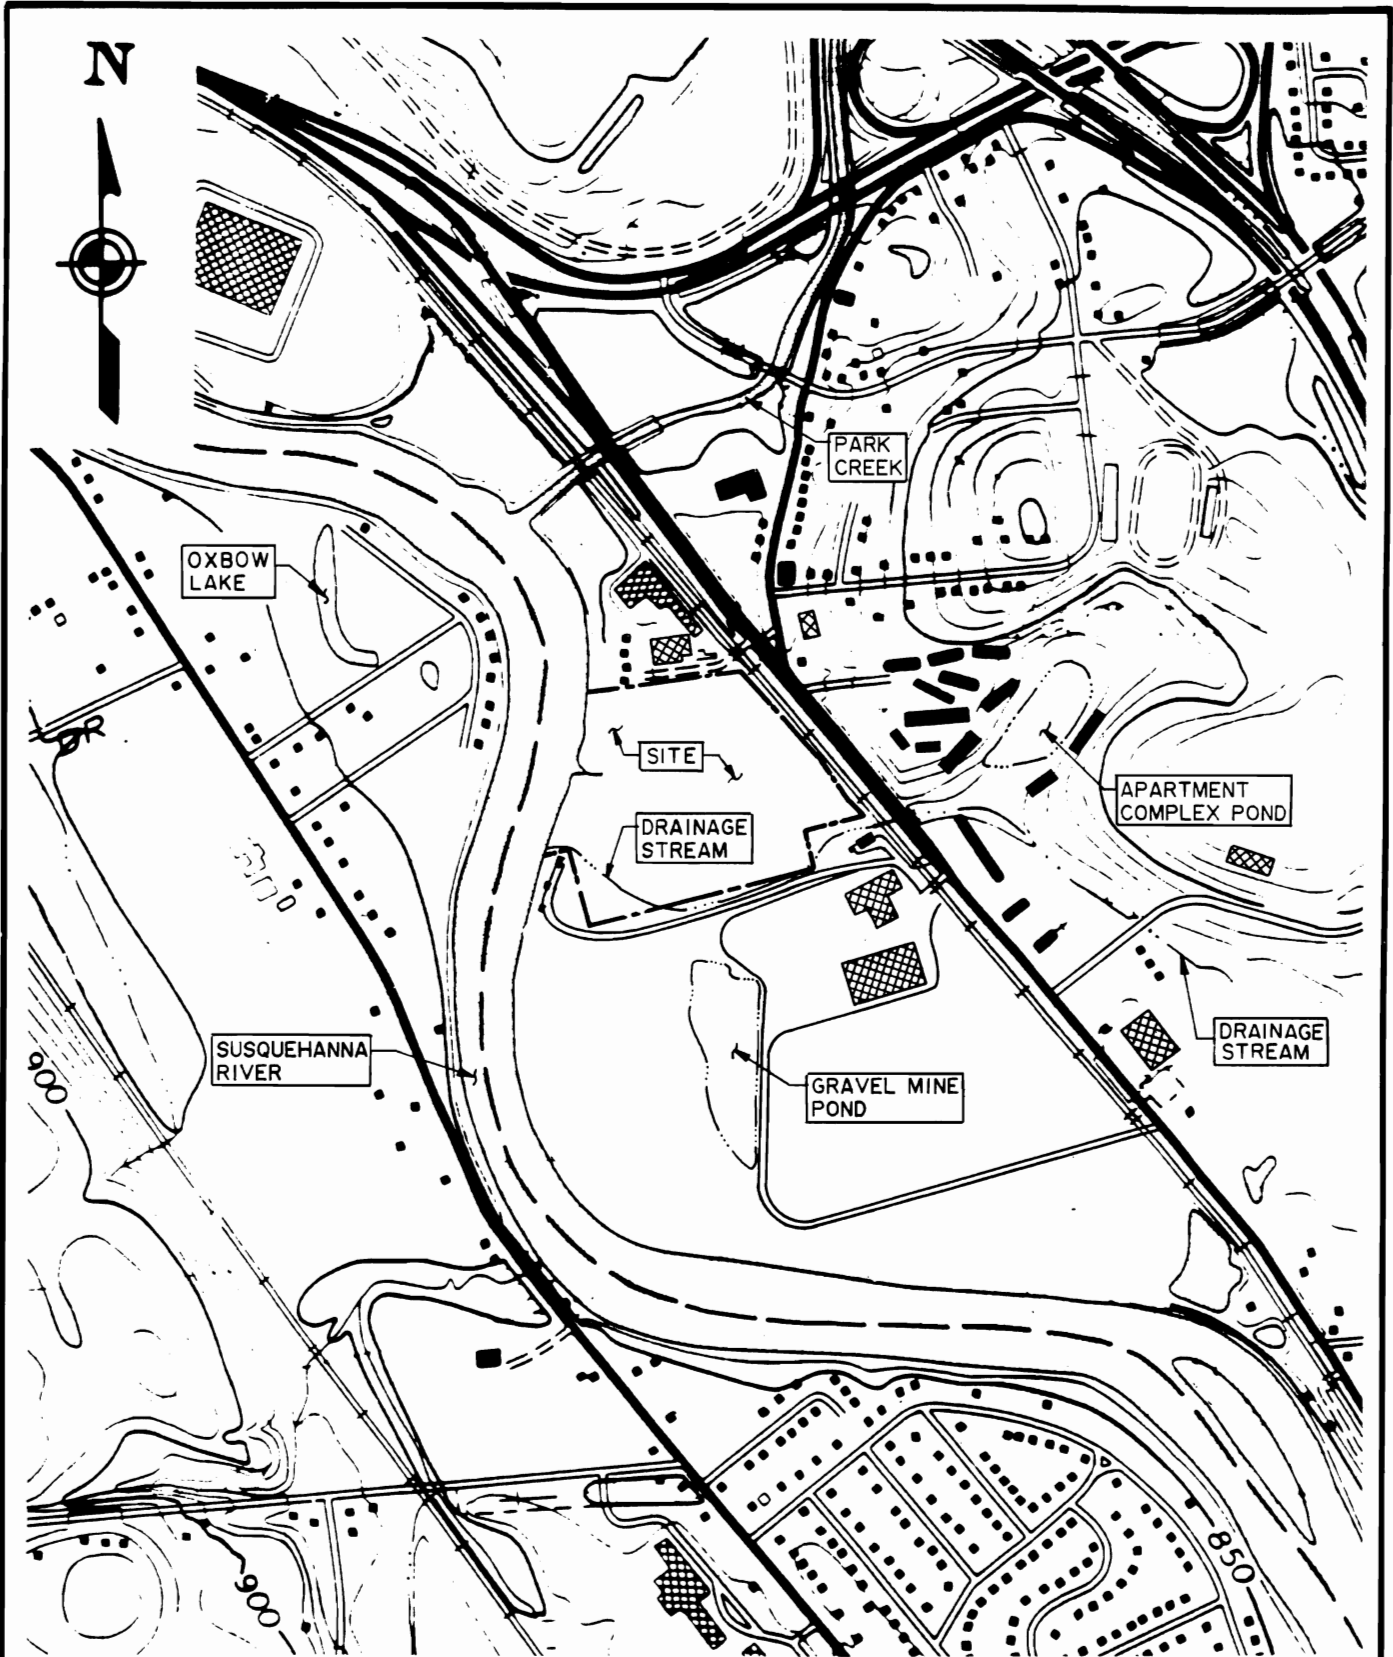 N
PARK
CREEK
OXBOW
LAKE
DR
SITE
APARTMENT
COMPLEX POND
DRAINAGE
STREAM
SUSQUEHANNA
RIVER
DRAINAGE
STREAM
GRAVEL MINE
POND
900
850
900